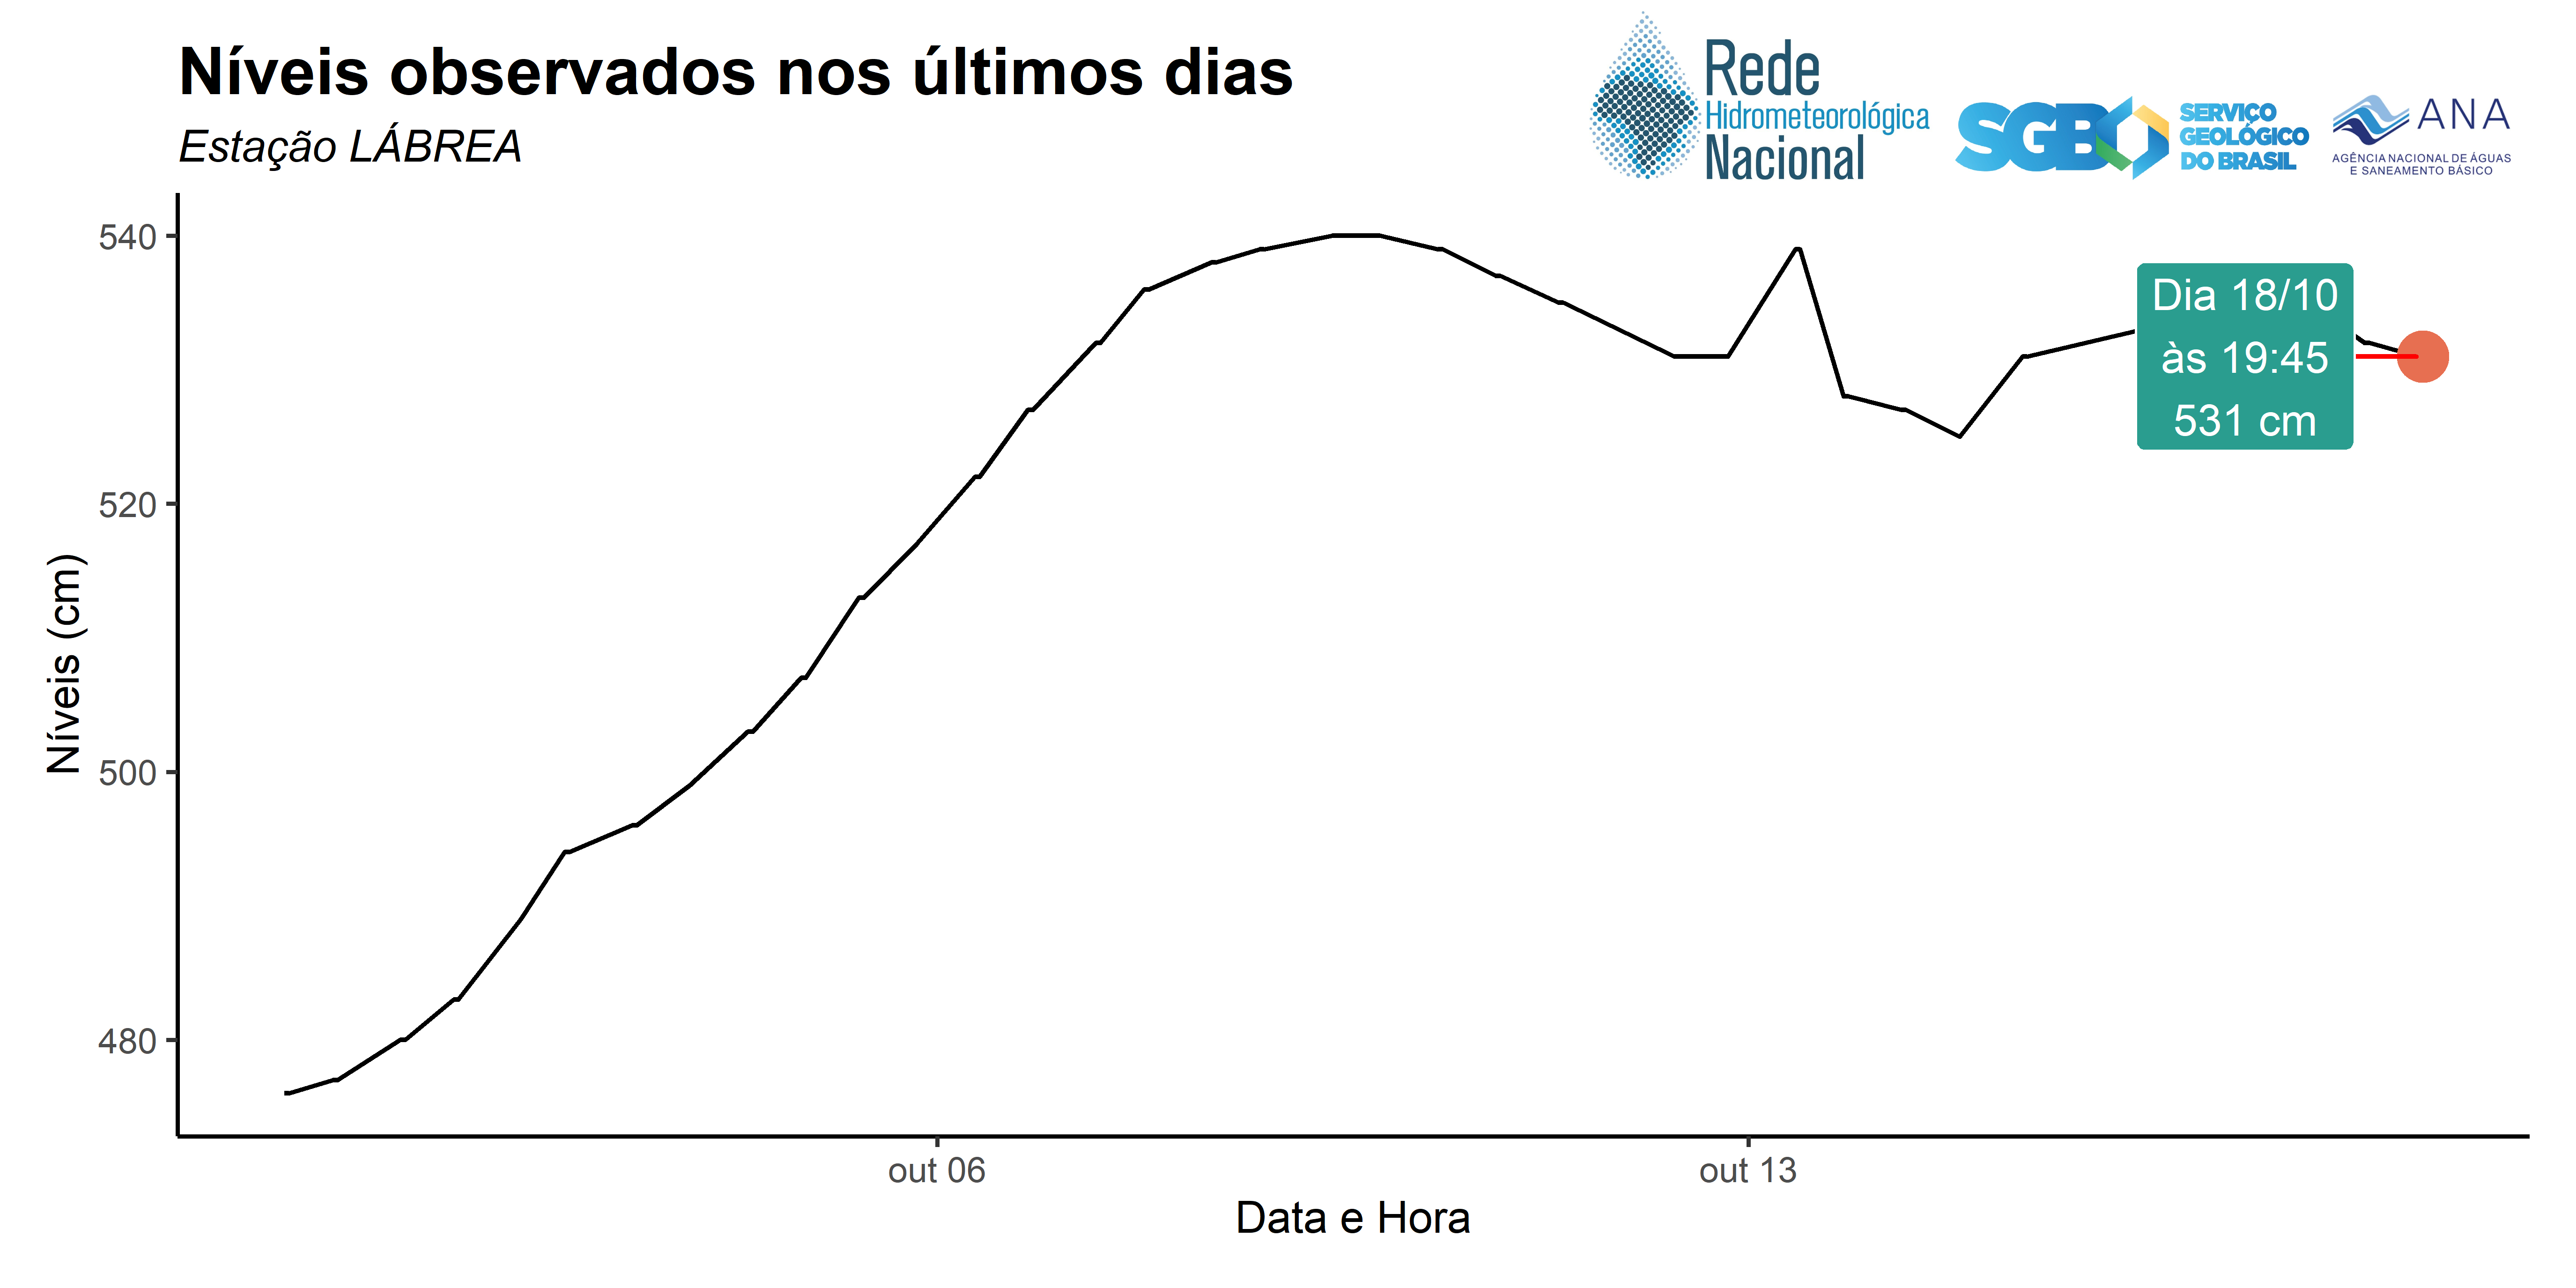 Níveis observados nos últimos dias
Estação LÁBREA
Rede
Hidrometeorológica
Nacional
SGB
SERVIÇO
GEOLÓGICO
DO BRASIL
ANA
AGÊNCIA NACIONAL DE ÁGUAS
E SANEAMENTO BÁSICO
540
520
500
480
Níveis (cm)
Dia 18/10
às 19:45
531 cm
out 06
out 13
Data e Hora